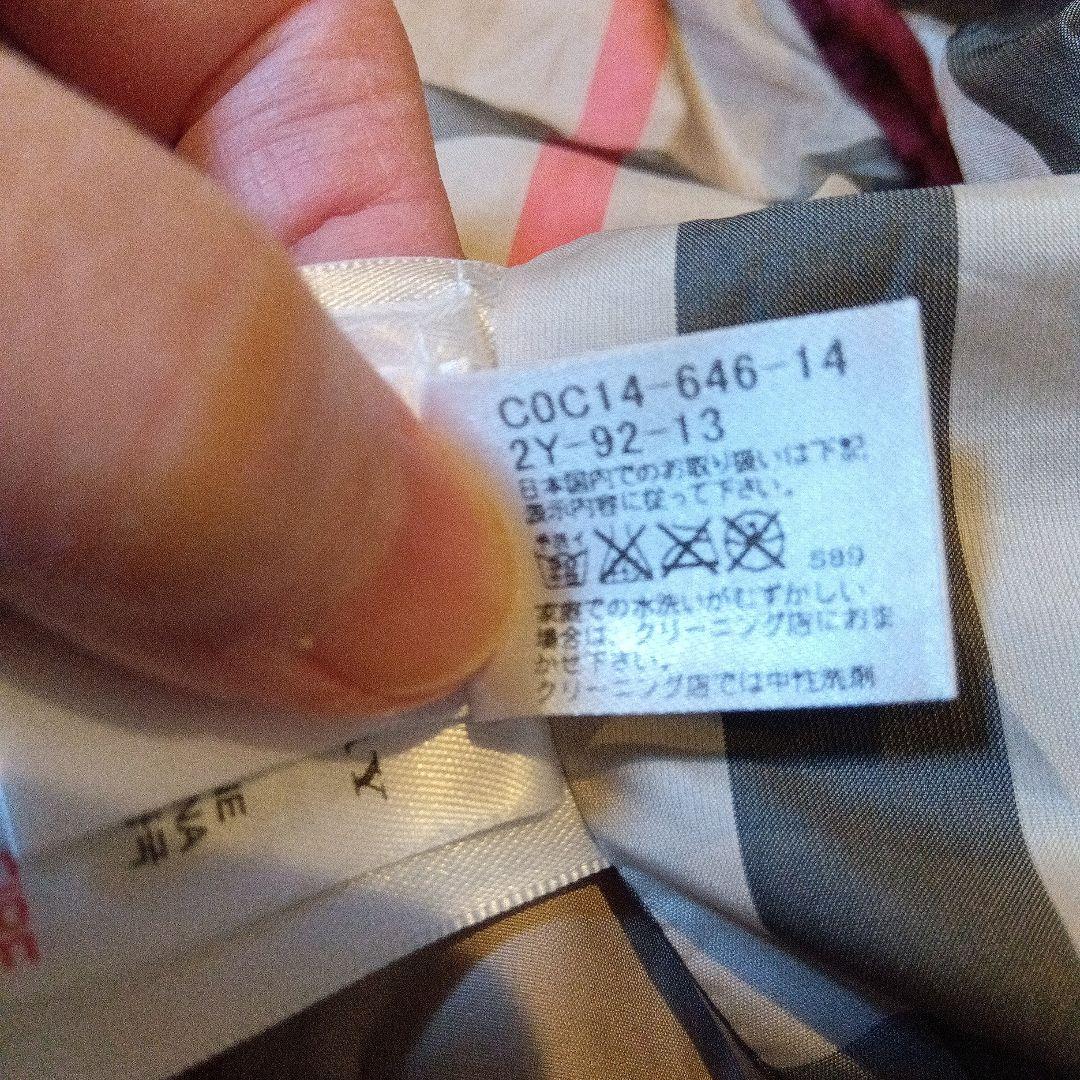 C0C14-646-14
2Y-92-13
日本国内でのお取り扱いは下記
表示内容に従って下さい。
589
家庭での水洗いがむずかしい
場合は、クリーニング店におま
かせ下さい。
クリーニング店では中性洗剤
CY